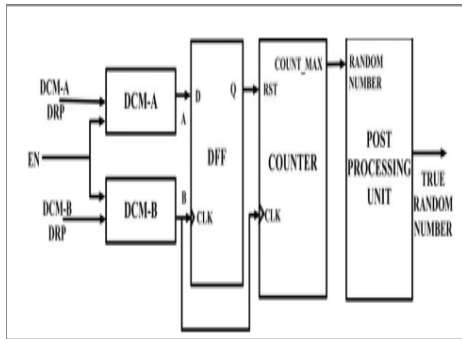 DCM-A
DRP
DCM-A
A
EN
DCM-B
DRP
DCM-B
B
D
Q
DFF
CLK
COUNT_MAX
RST
COUNTER
CLK
RANDOM
NUMBER
POST
PROCESSING
UNIT
TRUE
RANDOM
NUMBER